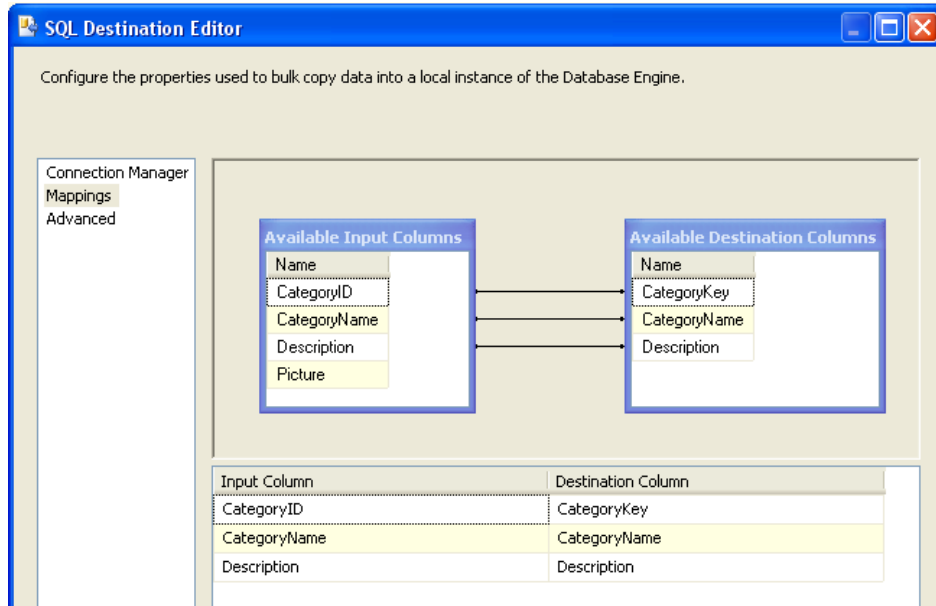 SQL Destination Editor
Configure the properties used to bulk copy data into a local instance of the Database Engine.
Connection Manager
Mappings
Advanced
Available Input Columns
Name
CategoryID
CategoryName
Description
Picture
Available Destination Columns
Name
CategoryKey
CategoryName
Description
Input Column Destination Column
CategoryID CategoryKey
CategoryName CategoryName
Description Description